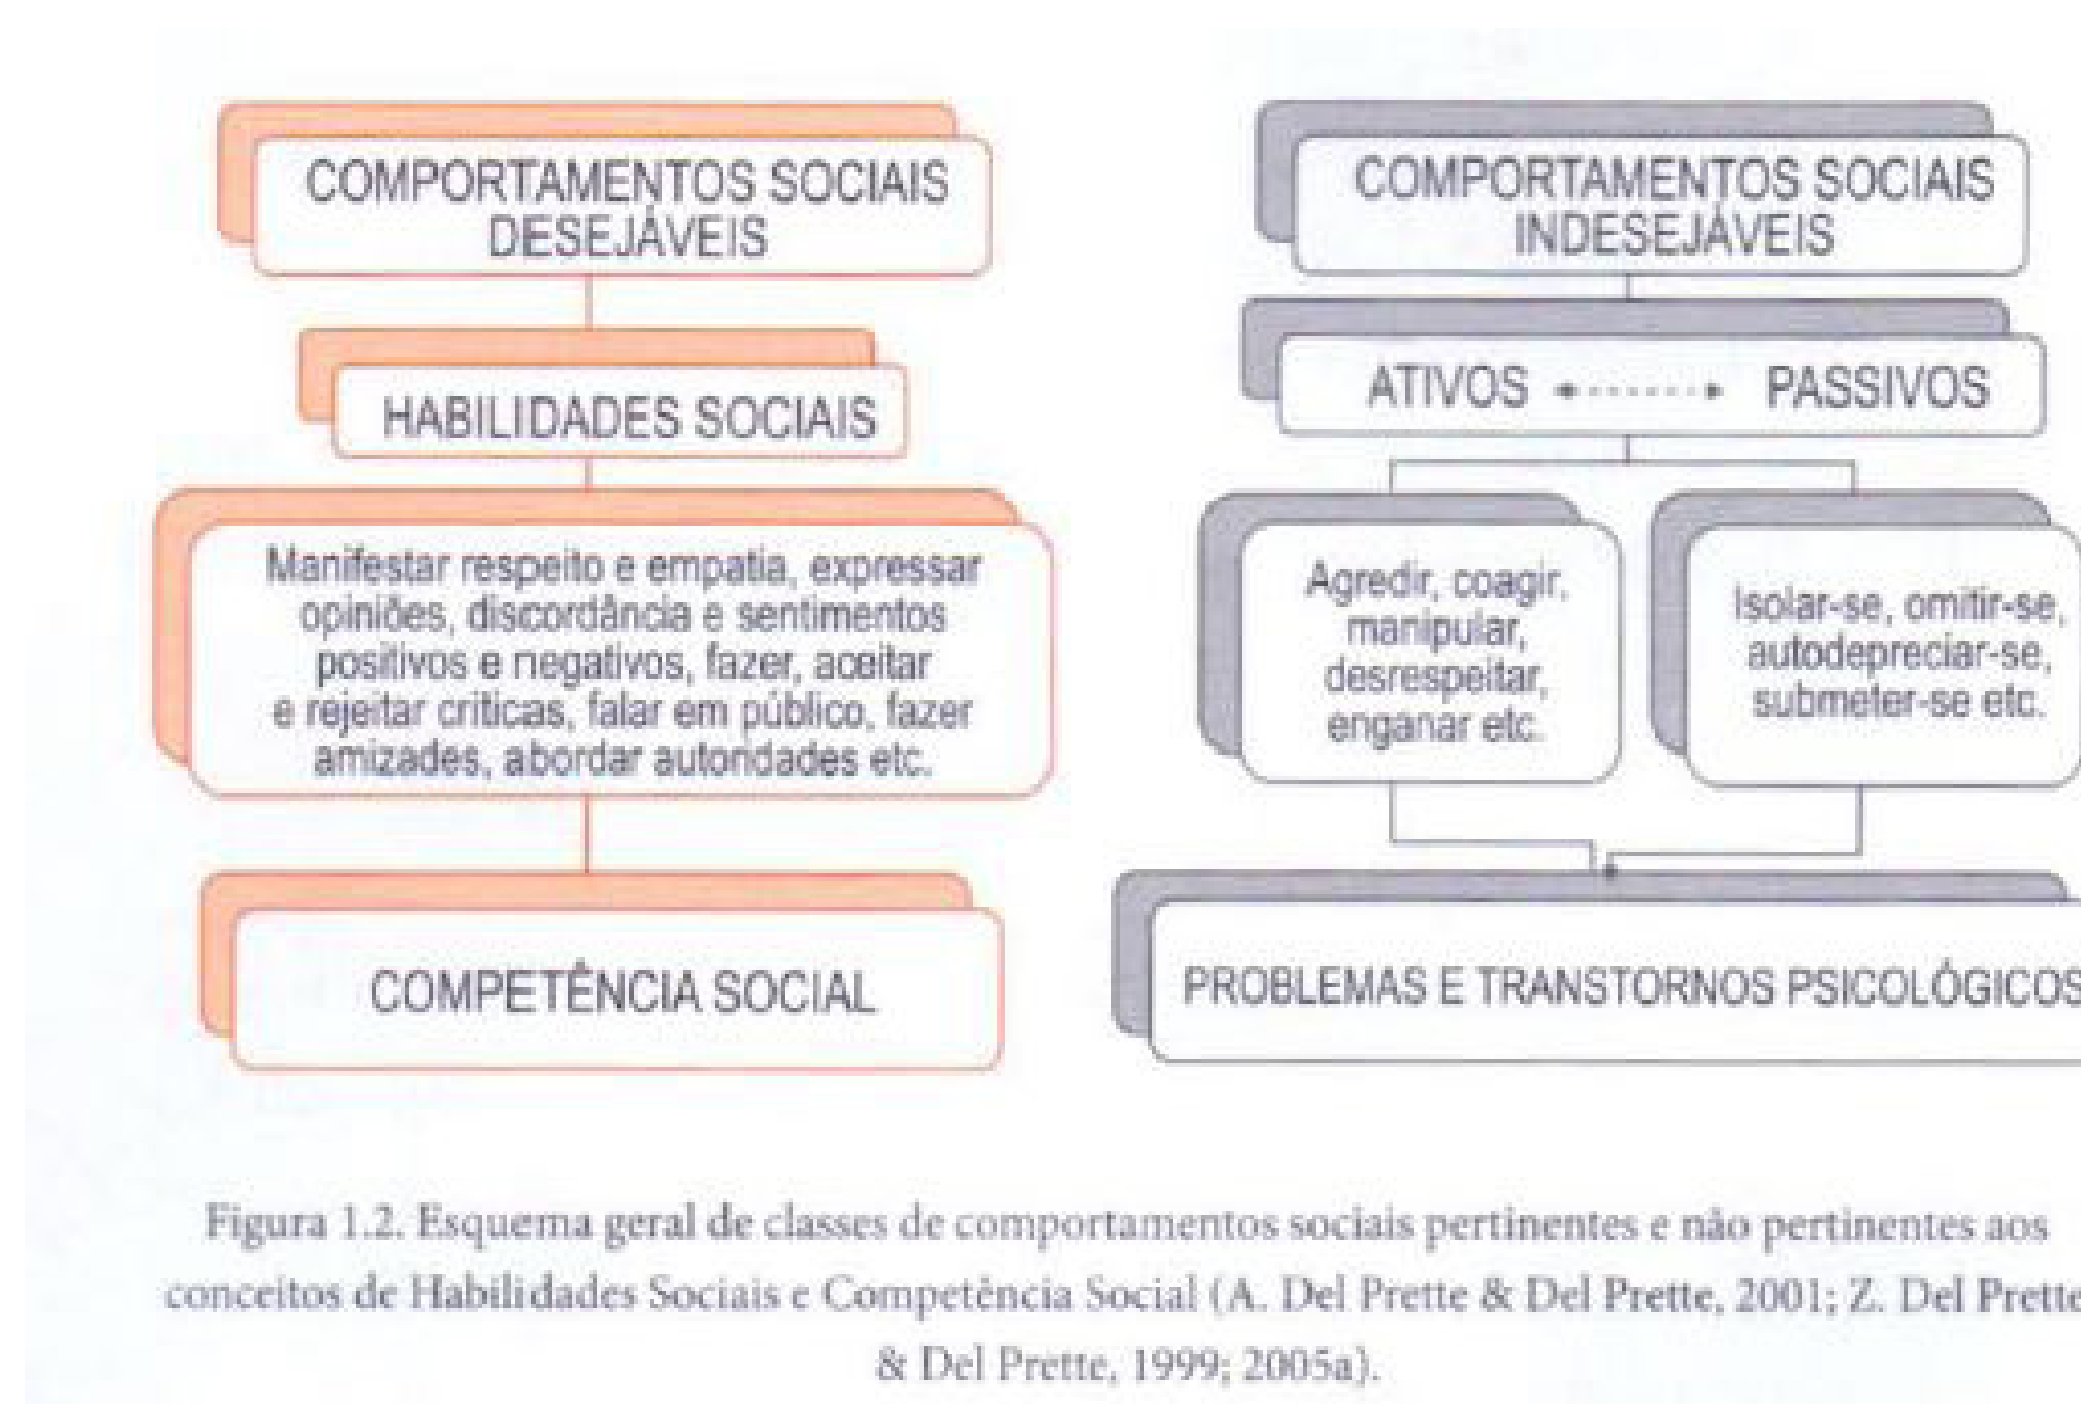 COMPORTAMENTOS SOCIAIS
DESEJÁVEIS
HABILIDADES SOCIAIS
Manifestar respeito e empatia, expressar
opiniões, discordância e sentimentos
positivos e negativos, fazer, aceitar
e rejeitar críticas, falar em público, fazer
amizades, abordar autoridades etc.
COMPETÊNCIA SOCIAL
COMPORTAMENTOS SOCIAIS
INDESEJÁVEIS
ATIVOS PASSIVOS
Agredir, coagir,
manipular,
desrespeitar,
enganar etc.
Isolar-se, omitir-se,
autodepreciar-se,
submeter-se etc.
PROBLEMAS E TRANSTORNOS PSICOLÓGICOS
Figura 1.2. Esquema geral de classes de comportamentos sociais pertinentes e não pertinentes aos
conceitos de Habilidades Sociais e Competência Social (A. Del Prette & Del Prette, 2001; Z. Del Prette
& Del Prette, 1999; 2005a).